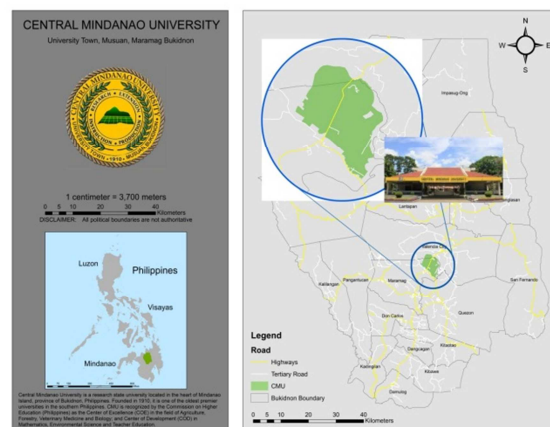 CENTRAL MINDANAO UNIVERSITY
University Town, Musuan, Maramag Bukidnon
CENTRAL MINDANAO UNIVERSITY
RESEARCH EXTENSION
1910
1 centimeter = 3,700 meters
0 5 10 20 30 40
Kilometers
DISCLAIMER: All political boundaries are not authoritative
Luzon
Philippines
Visayas
Mindanao
Central Mindanao University is a research state university located in the heart of Mindanao
Island, province of Bukidnon, Philippines. Founded in 1910, it is one of the oldest premier
universities in the southern Philippines. CMU is recognized by the Commission on Higher
Education (Philippines) as the Center of Excellence (COE) in the field of Agriculture,
Forestry, Veterinary Medicine and Biology; and Center of Development (COD) in
Mathematics, Environmental Science and Teacher Education.
N
W E
S
Impasug-Ong
Lantapan
San Fernando
Kalilangan
Pangantucan
Maramag
Quezon
Don Carlos
Dangcagan
Kibawe
Kadingilan
Damulog
Legend
Road
Highways
Tertiary Road
CMU
Bukidnon Boundary
0 5 10 20 30 40
Kilometers